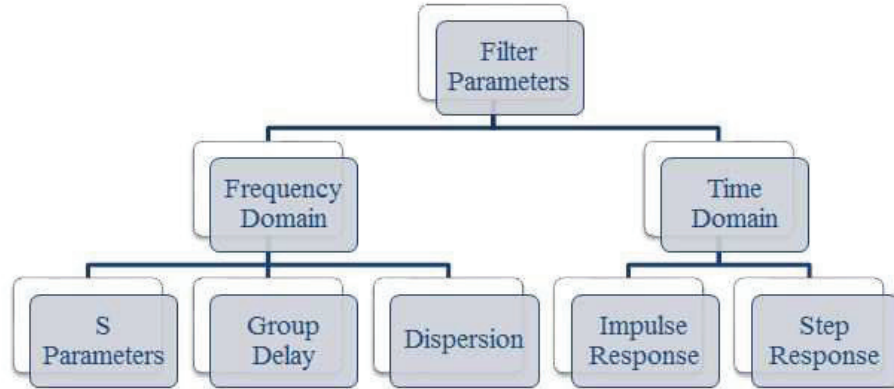 Filter
Parameters
Frequency
Domain
Time
Domain
S
Parameters
Group
Delay
Dispersion
Impulse
Response
Step
Response